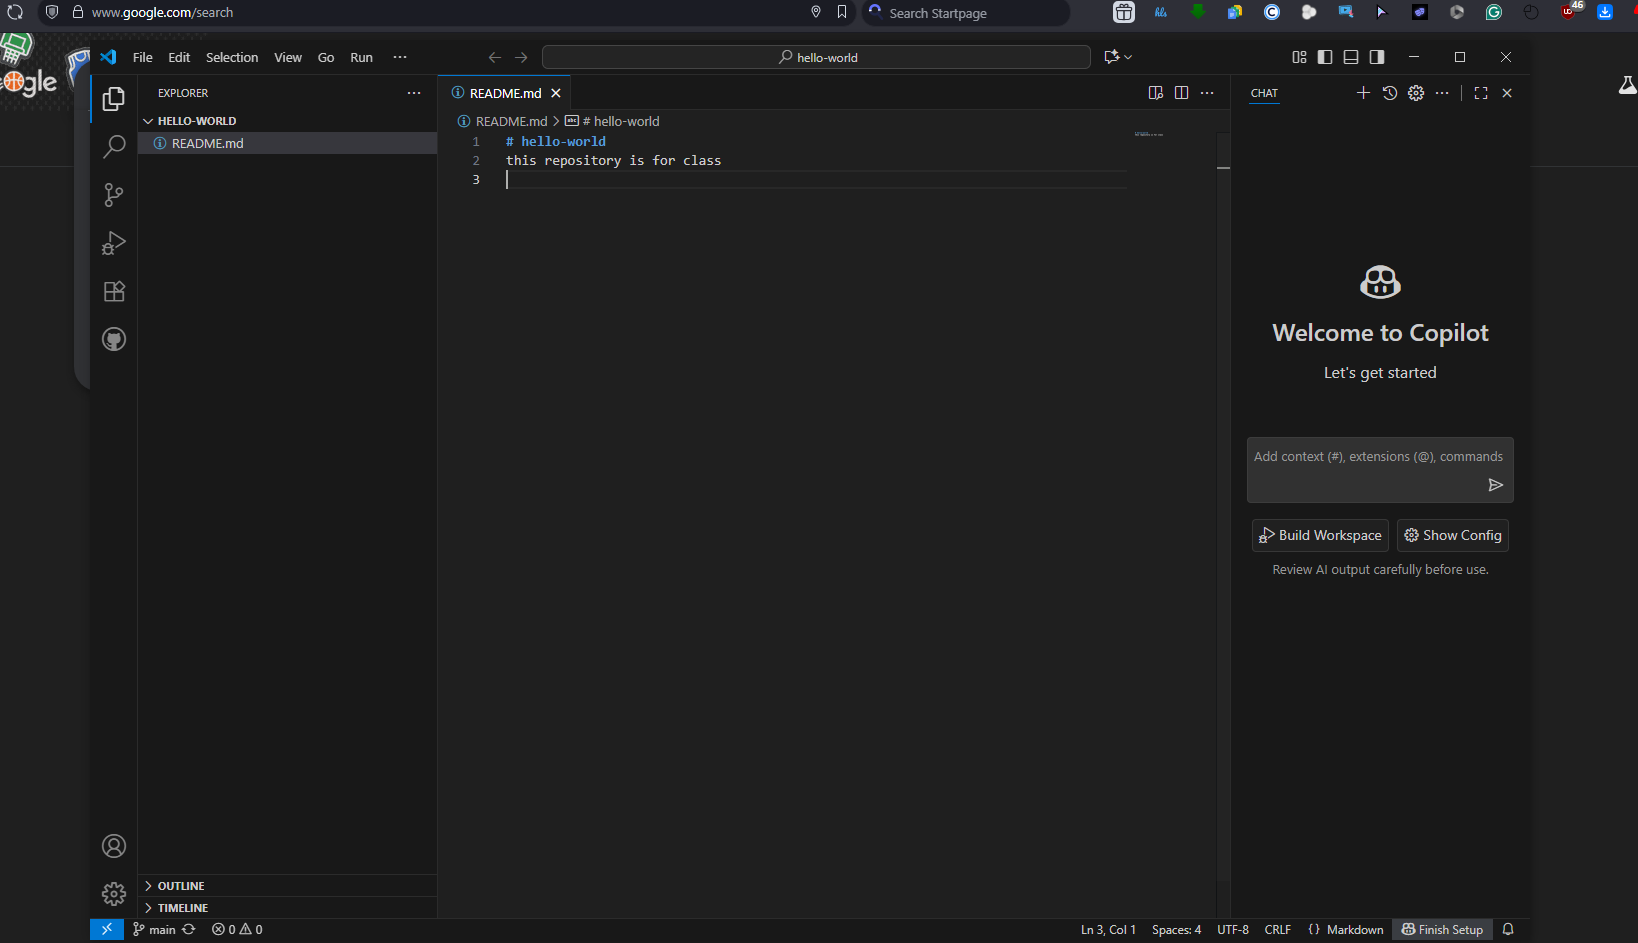 www.google.com/search
Search Startpage
46
File Edit Selection View Go Run
hello-world
EXPLORER
README.md
CHAT
HELLO-WORLD
README.md > # hello-world
README.md
1 # hello-world
2 this repository is for class
3
Welcome to Copilot
Let's get started
Add context (#), extensions (@), commands
Build Workspace
Show Config
Review AI output carefully before use.
OUTLINE
TIMELINE
main
0 0
Ln 3, Col 1
Spaces: 4
UTF-8
CRLF
{ } Markdown
Finish Setup